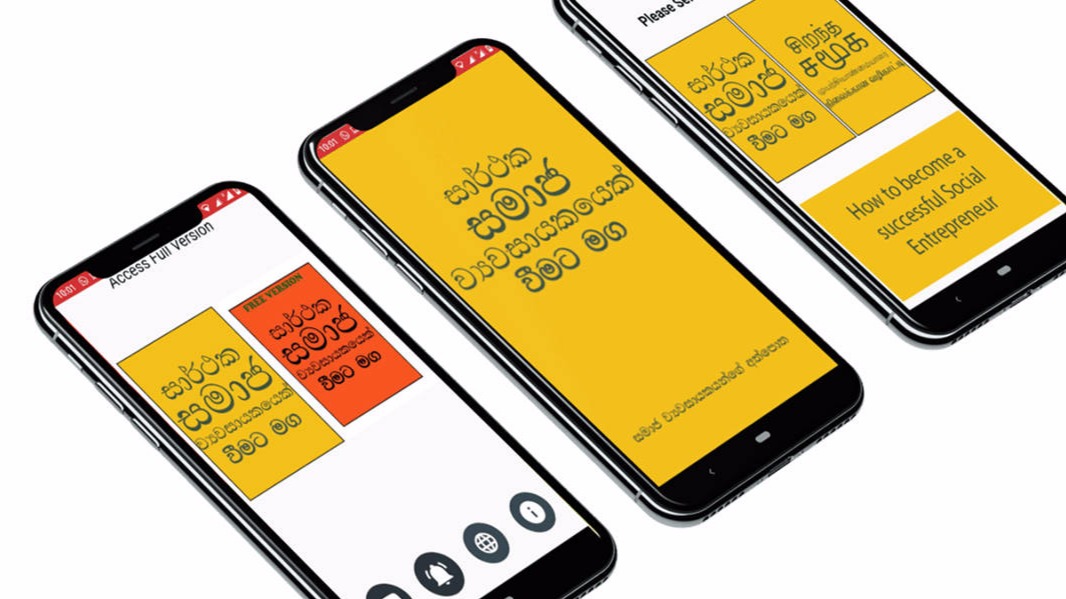 10:01
Access Full Version
සාර්ථක
සමාජ
ව්‍යවසායකයෙක්
වීමට මග
FREE VERSION
සාර්ථක
සමාජ
ව්‍යවසායකයෙක්
වීමට මග
10:01
සාර්ථක
සමාජ
ව්‍යවසායකයෙක්
වීමට මග
සමාජ ව්‍යවසායකයන්ගේ අත්පොත
Please Se
සාර්ථක
සමාජ
ව්‍යවසායකයෙක්
වීමට මග
சிறந்த
சமூக
How to become a
successful Social
Entrepreneur